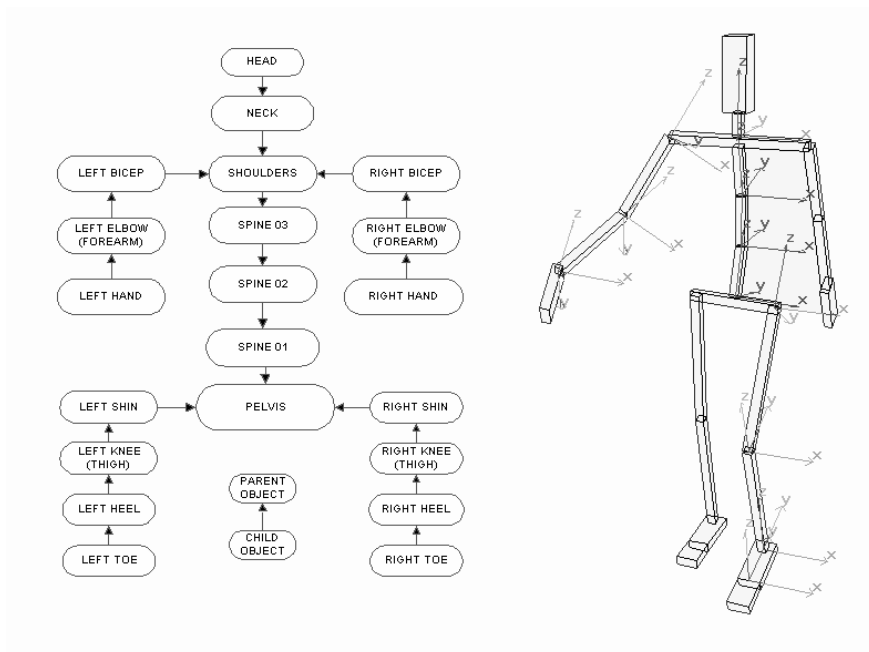 HEAD
NECK
LEFT BICEP
SHOULDERS
RIGHT BICEP
LEFT ELBOW
(FOREARM)
SPINE 03
RIGHT ELBOW
(FOREARM)
LEFT HAND
SPINE 02
RIGHT HAND
SPINE 01
LEFT SHIN
PELVIS
RIGHT SHIN
LEFT KNEE
(THIGH)
RIGHT KNEE
(THIGH)
PARENT
OBJECT
LEFT HEEL
RIGHT HEEL
CHILD
OBJECT
LEFT TOE
RIGHT TOE
z
z
y
x
y
x
z
z
y
x
z
z
y
x
y
x
z
y
x
x
y
x
y
z
y
x
z
y
y
x
z
x